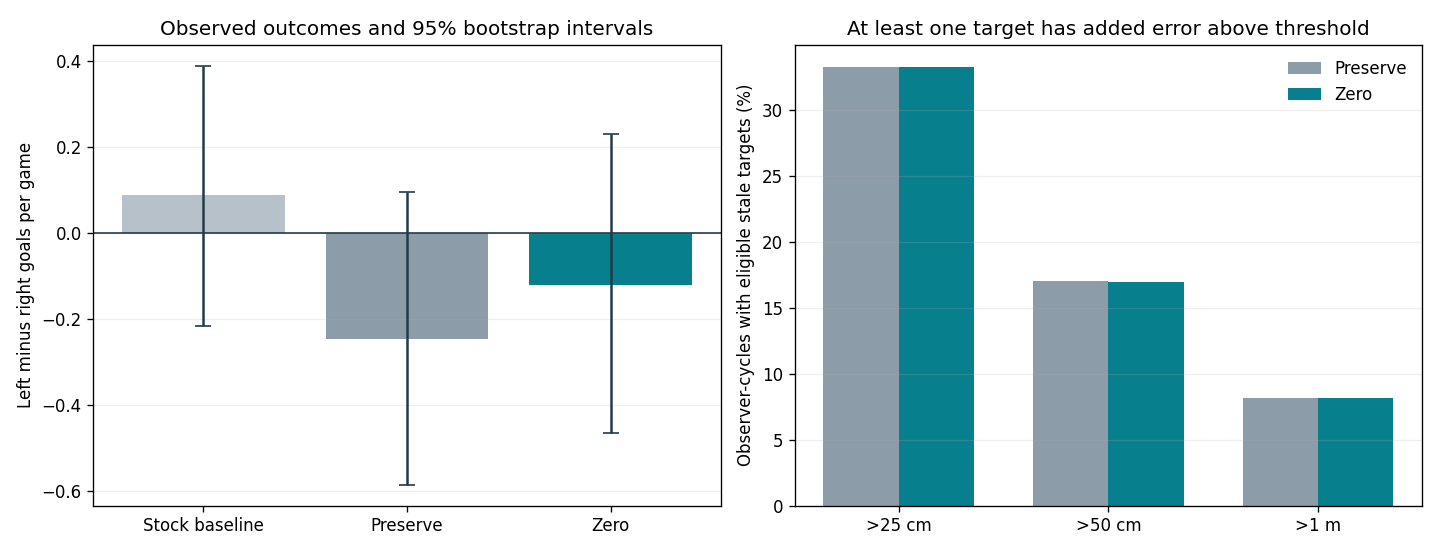 Observed outcomes and 95% bootstrap intervals
Left minus right goals per game
0.4
0.2
0.0
−0.2
−0.4
−0.6
Stock baseline
Preserve
Zero
At least one target has added error above threshold
Observer-cycles with eligible stale targets (%)
30
25
20
15
10
5
0
>25 cm
>50 cm
>1 m
Preserve
Zero